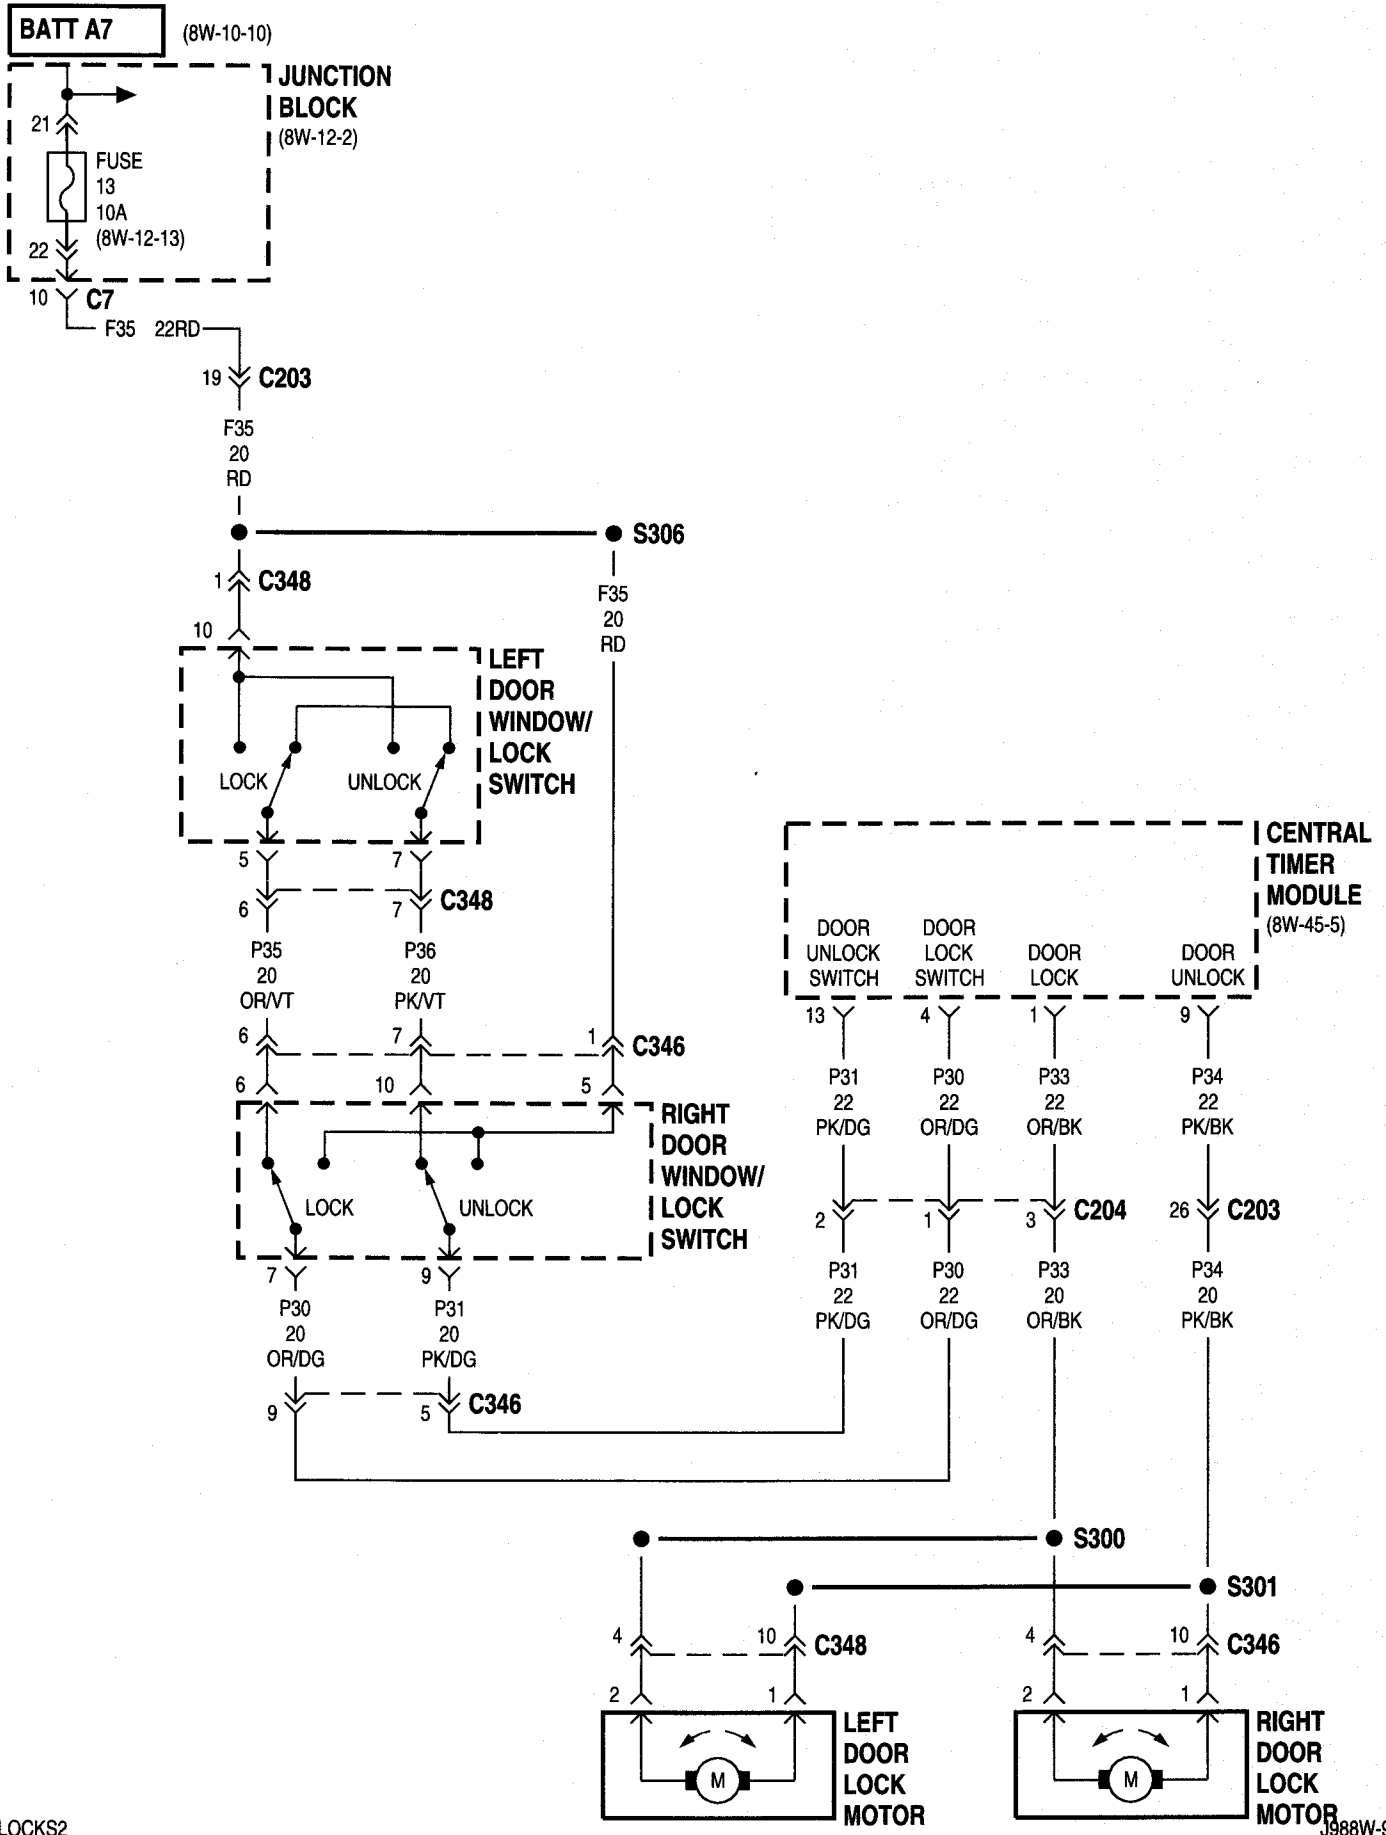 BATT A7
(8W-10-10)
JUNCTION
BLOCK
(8W-12-2)
21
FUSE
13
10A
(8W-12-13)
22
10
C7
F35 22RD
19
C203
F35
20
RD
S306
1
C348
F35
20
RD
10
LEFT
DOOR
WINDOW/
LOCK
SWITCH
LOCK
UNLOCK
5
7
6
7
C348
P35
20
OR/VT
P36
20
PK/VT
6
7
1
C346
6
10
5
RIGHT
DOOR
WINDOW/
LOCK
SWITCH
LOCK
UNLOCK
7
9
P30
20
OR/DG
P31
20
PK/DG
9
5
C346
CENTRAL
TIMER
MODULE
(8W-45-5)
DOOR
UNLOCK
SWITCH
DOOR
LOCK
SWITCH
DOOR
LOCK
DOOR
UNLOCK
13
4
1
9
P31
22
PK/DG
P30
22
OR/DG
P33
22
OR/BK
P34
22
PK/BK
2
1
3
C204
26
C203
P31
22
PK/DG
P30
22
OR/DG
P33
20
OR/BK
P34
20
PK/BK
S300
S301
4
10
C348
4
10
C346
2
1
2
1
LEFT
DOOR
LOCK
MOTOR
M
RIGHT
DOOR
LOCK
MOTOR
M
LOCKS2
J988W-9